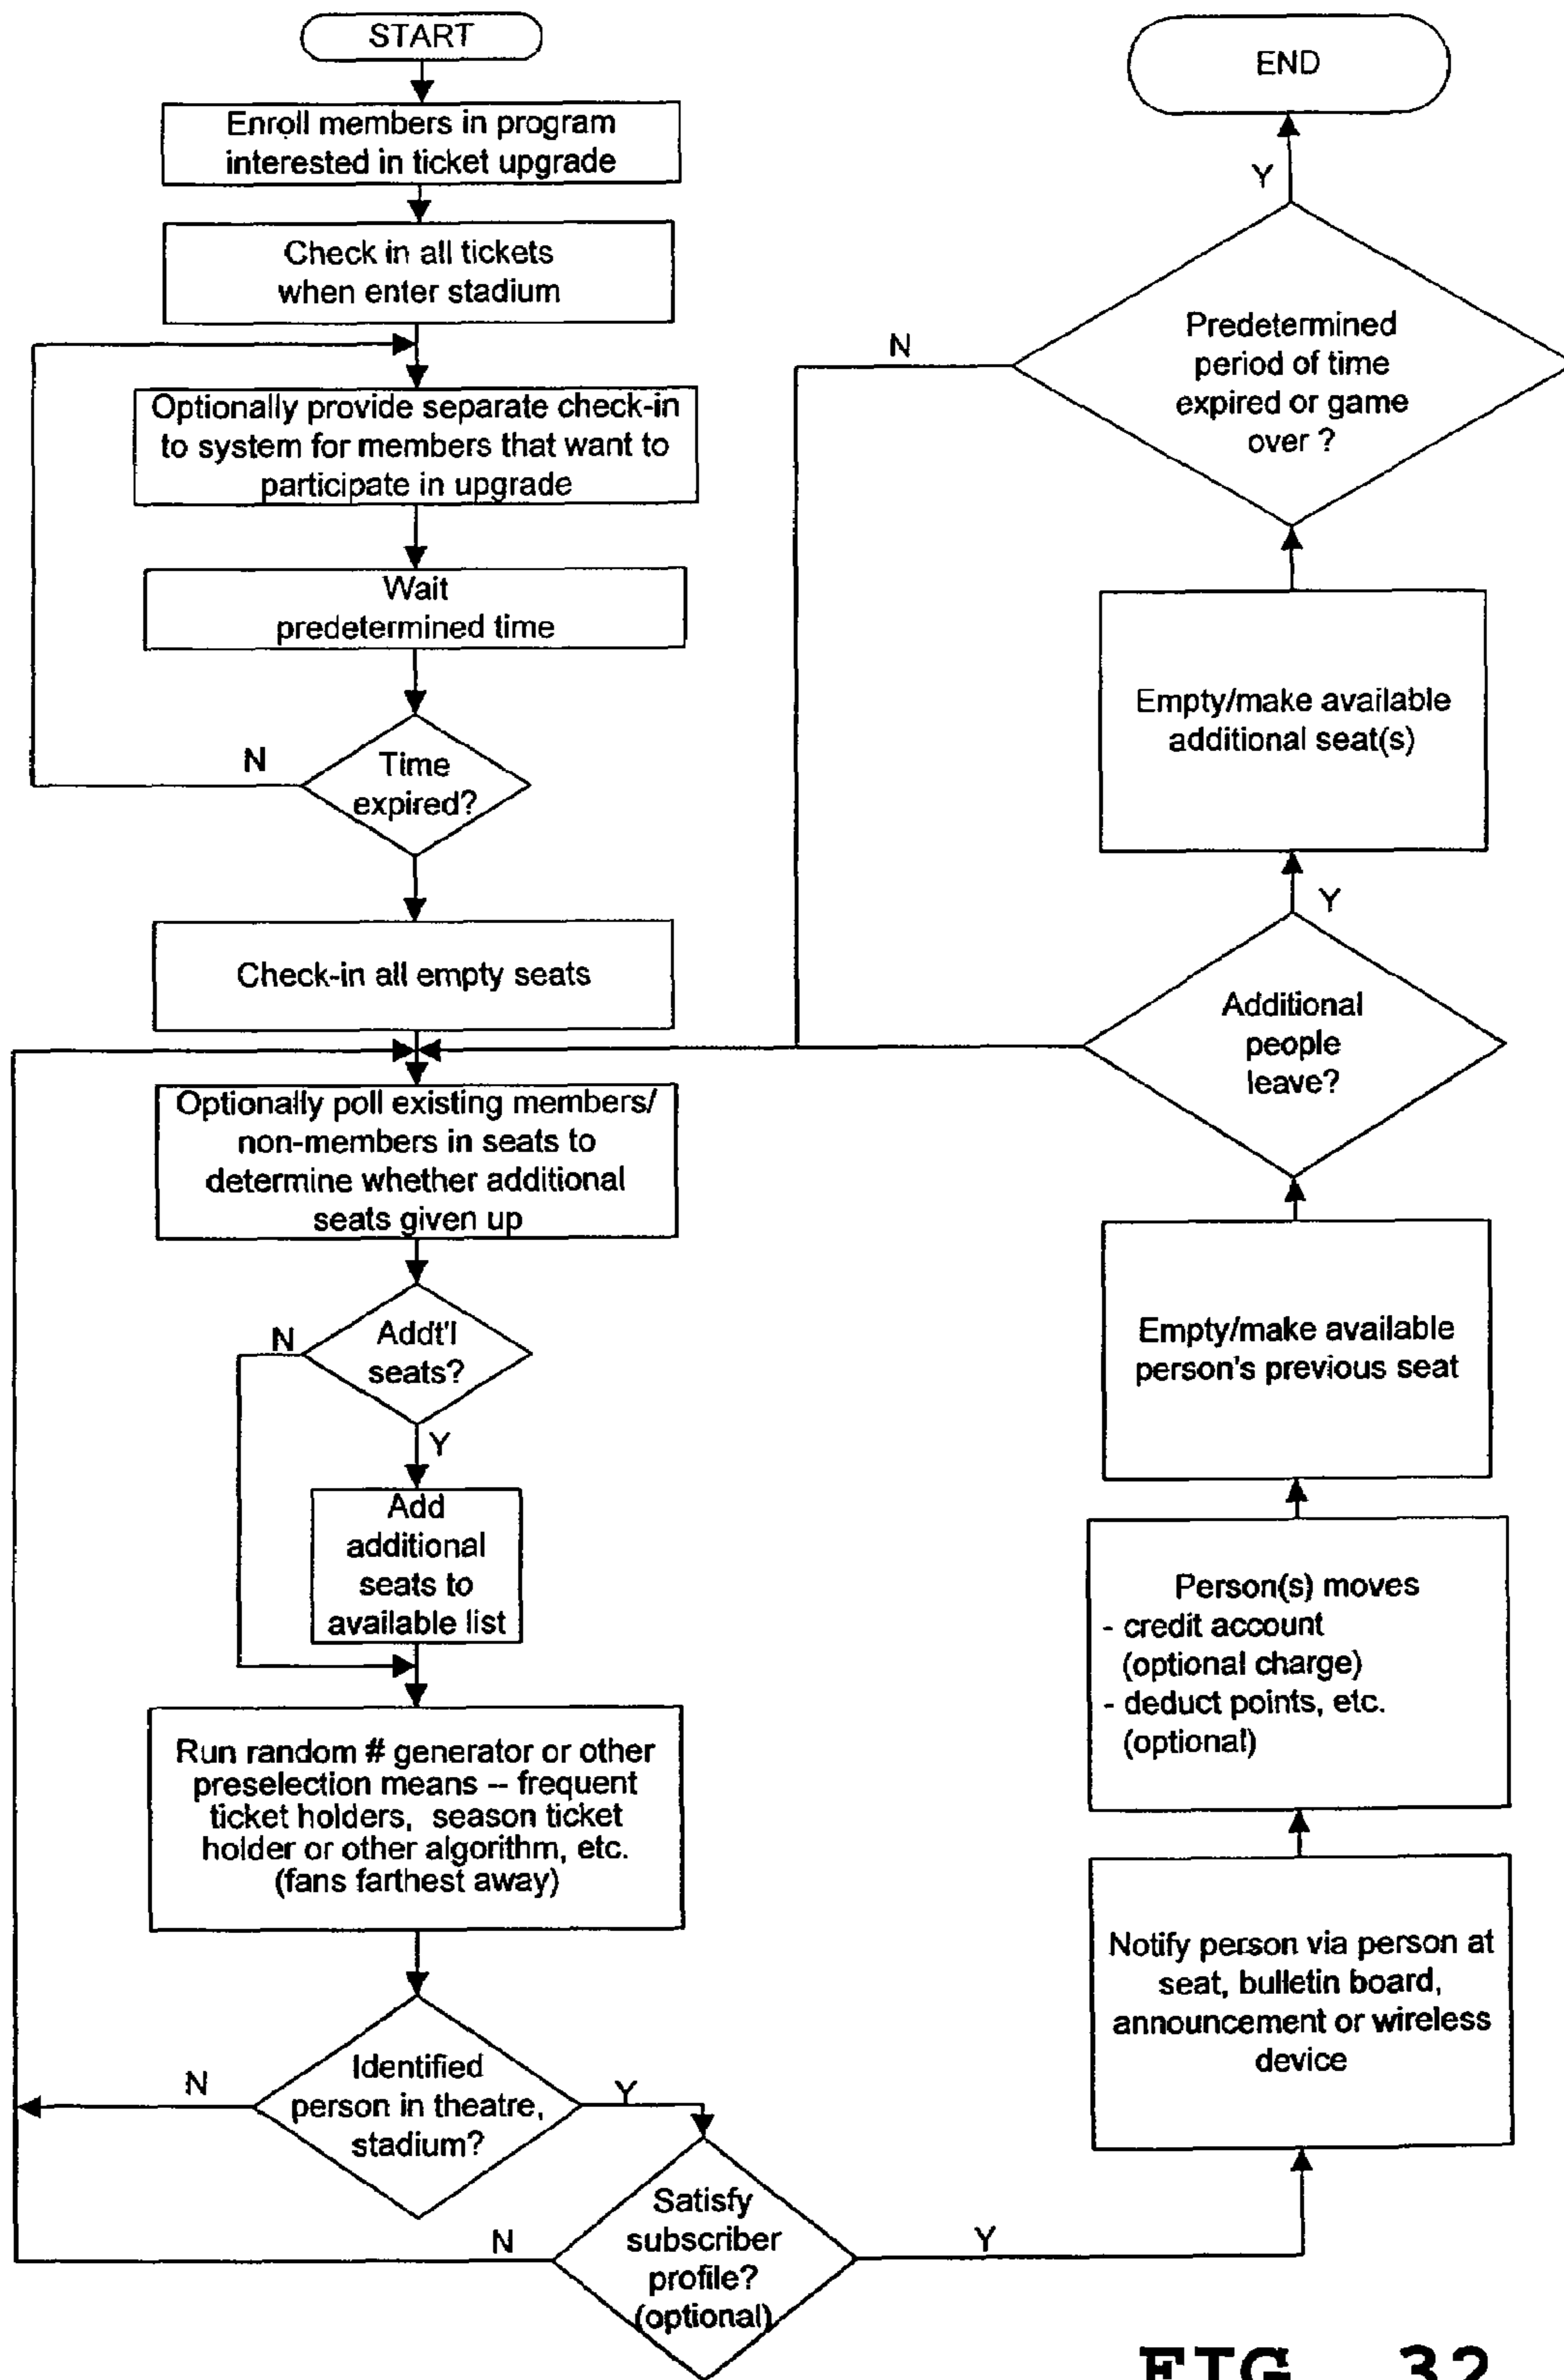 START
Enroll members in program
interested in ticket upgrade
Check in all tickets
when enter stadium
Optionally provide separate check-in
to system for members that want to
participate in upgrade
Wait
predetermined time
N
Time
expired?
Check-in all empty seats
Optionally poll existing members/
non-members in seats to
determine whether additional
seats given up
N
Addt'l
seats?
Y
Add
additional
seats to
available list
Run random # generator or other
preselection means -- frequent
ticket holders, season ticket
holder or other algorithm, etc.
(fans farthest away)
N
Identified
person in theatre,
stadium?
Y
N
Satisfy
subscriber
profile?
(optional)
Y
Notify person via person at
seat, bulletin board,
announcement or wireless
device
Person(s) moves
- credit account
(optional charge)
- deduct points, etc.
(optional)
Empty/make available
person's previous seat
Additional
people
leave?
Y
Empty/make available
additional seat(s)
Predetermined
period of time
expired or game
over ?
N
Y
END
FIG. 32